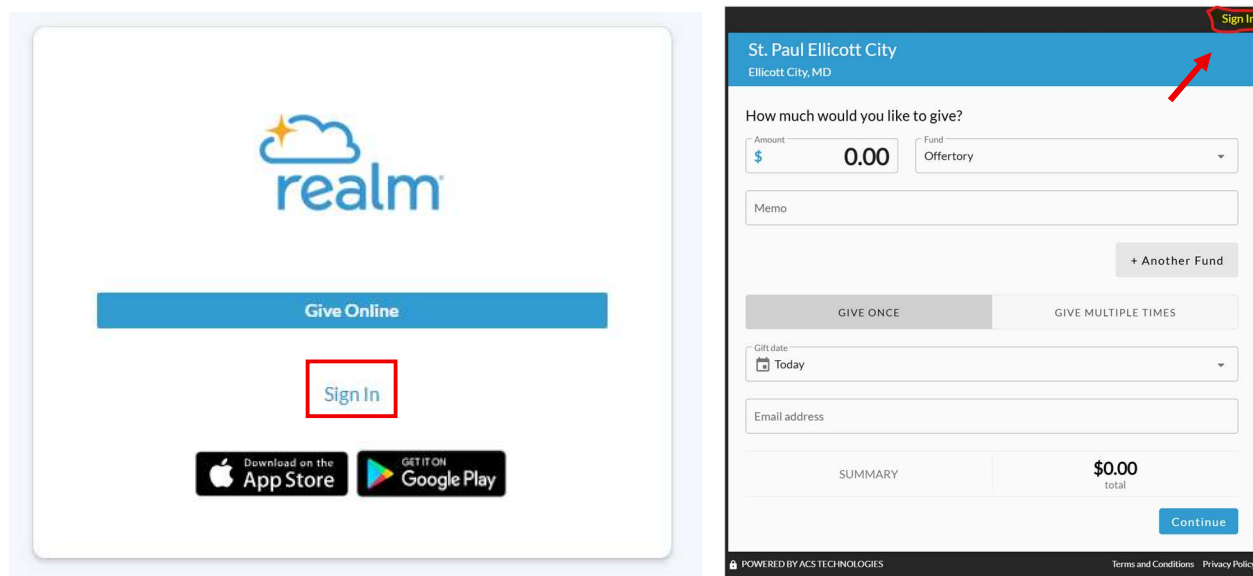 realm
Give Online
Sign In
Download on the
App Store
GET IT ON
Google Play
Sign In
St. Paul Ellicott City
Ellicott City, MD
How much would you like to give?
Amount
$ 0.00
Fund
Offertory
Memo
+ Another Fund
GIVE ONCE GIVE MULTIPLE TIMES
Gift date
Today
Email address
SUMMARY $0.00
total
Continue
POWERED BY ACS TECHNOLOGIES Terms and Conditions Privacy Policy